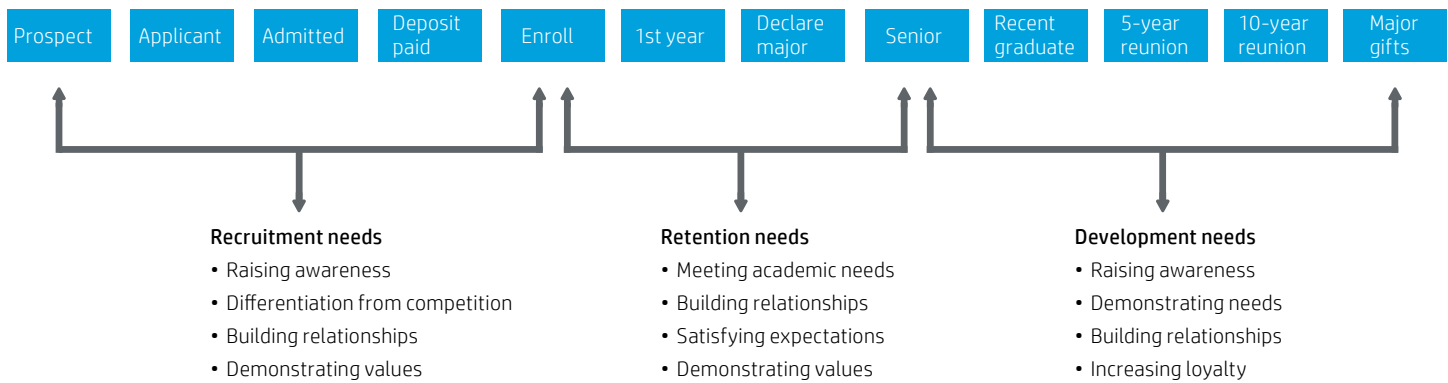 Prospect
Applicant
Admitted
Deposit
paid
Enroll
1st year
Declare
major
Senior
Recent
graduate
5-year
reunion
10-year
reunion
Major
gifts
Recruitment needs
• Raising awareness
• Differentiation from competition
• Building relationships
• Demonstrating values
Retention needs
• Meeting academic needs
• Building relationships
• Satisfying expectations
• Demonstrating values
Development needs
• Raising awareness
• Demonstrating needs
• Building relationships
• Increasing loyalty